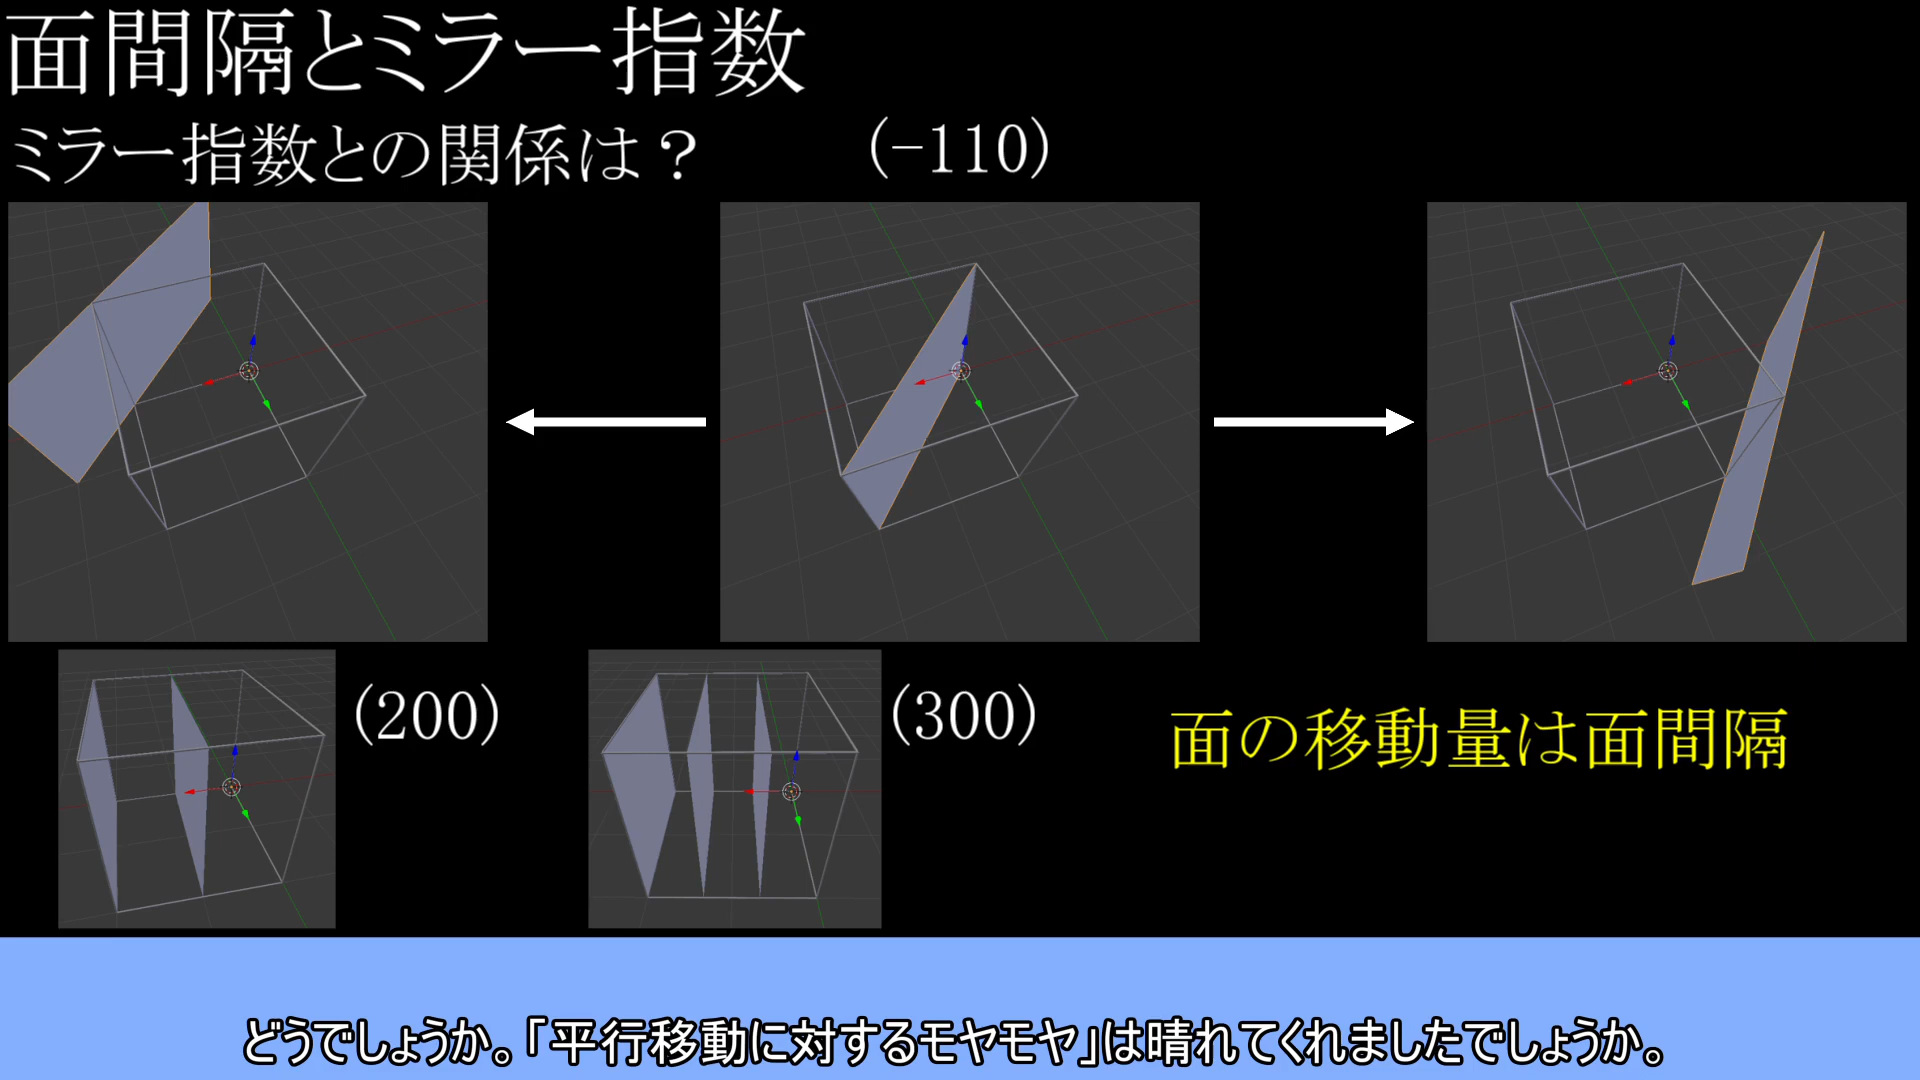 面間隔とミラー指数
ミラー指数との関係は？
(-110)
(200)
(300)
面の移動量は面間隔
どうでしょうか。「平行移動に対するモヤモヤ」は晴れてくれましたでしょうか。